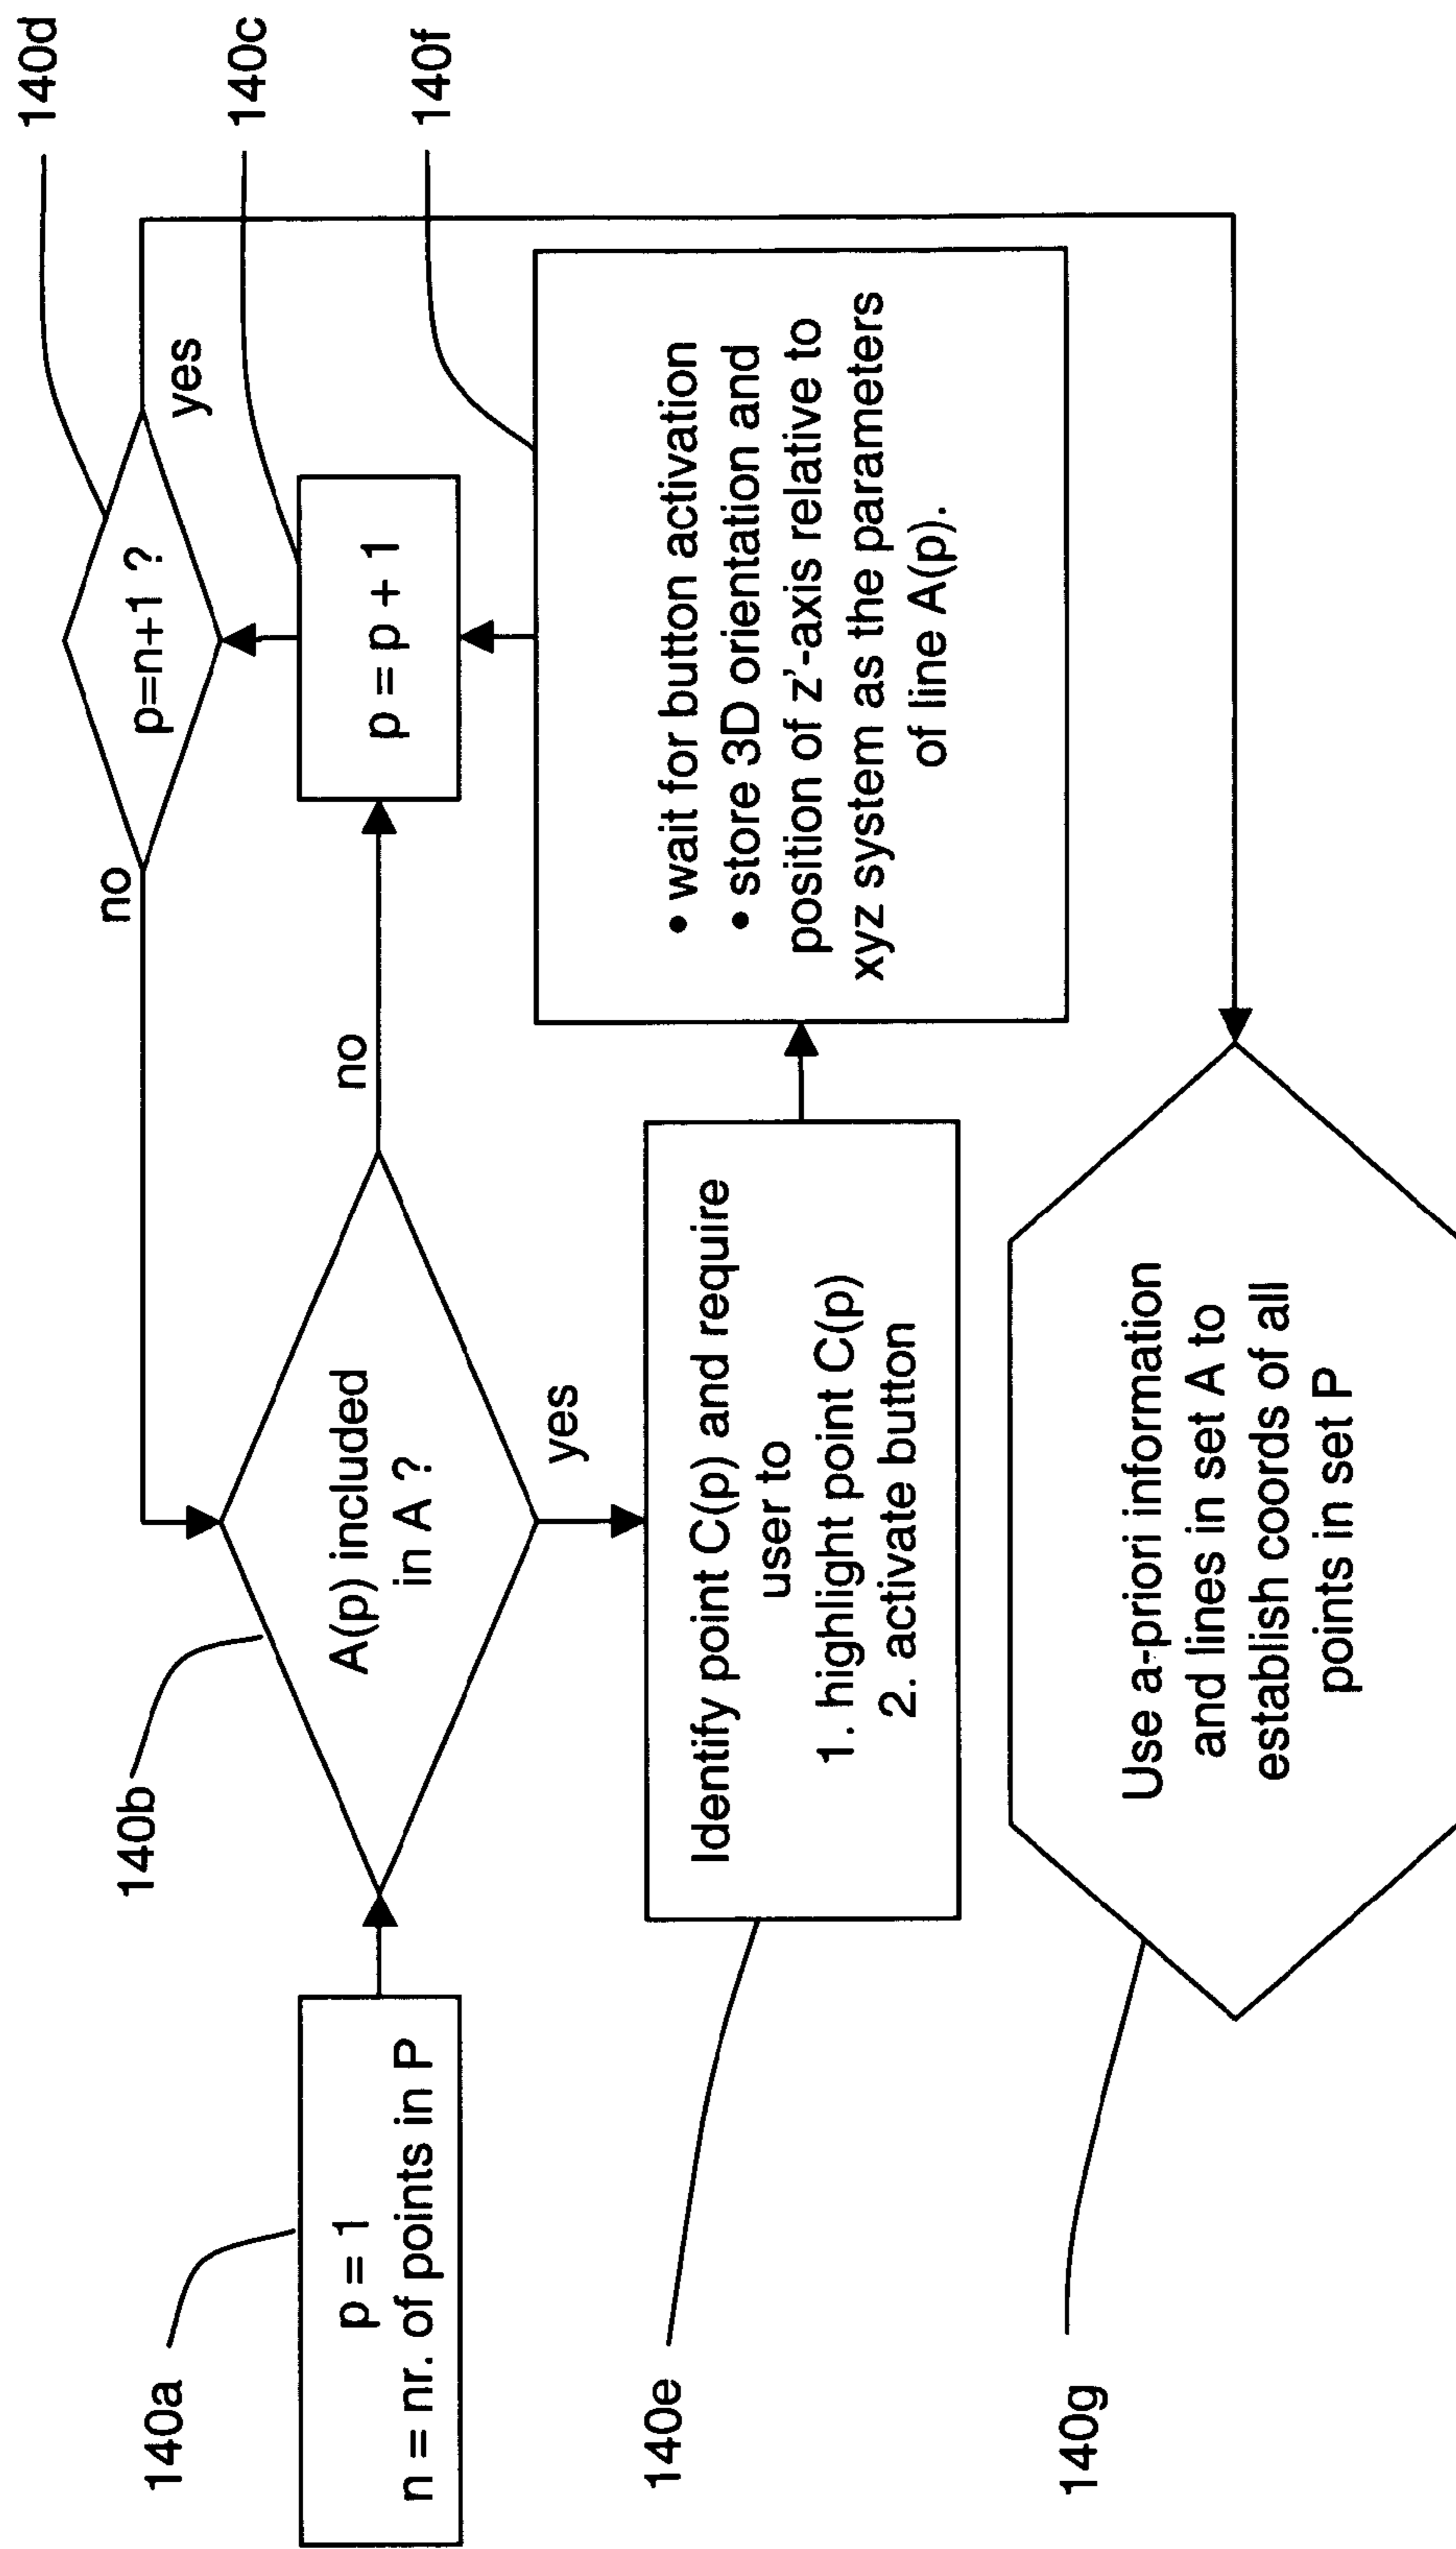 140a
p = 1
n = nr. of points in P
140b
A(p) included
in A ?
no
yes
no
p=n+1 ?
yes
140d
p = p + 1
140c
140e
Identify point C(p) and require
user to
1. highlight point C(p)
2. activate button
• wait for button activation
• store 3D orientation and
position of z'-axis relative to
xyz system as the parameters
of line A(p).
140f
140g
Use a-priori information
and lines in set A to
establish coords of all
points in set P